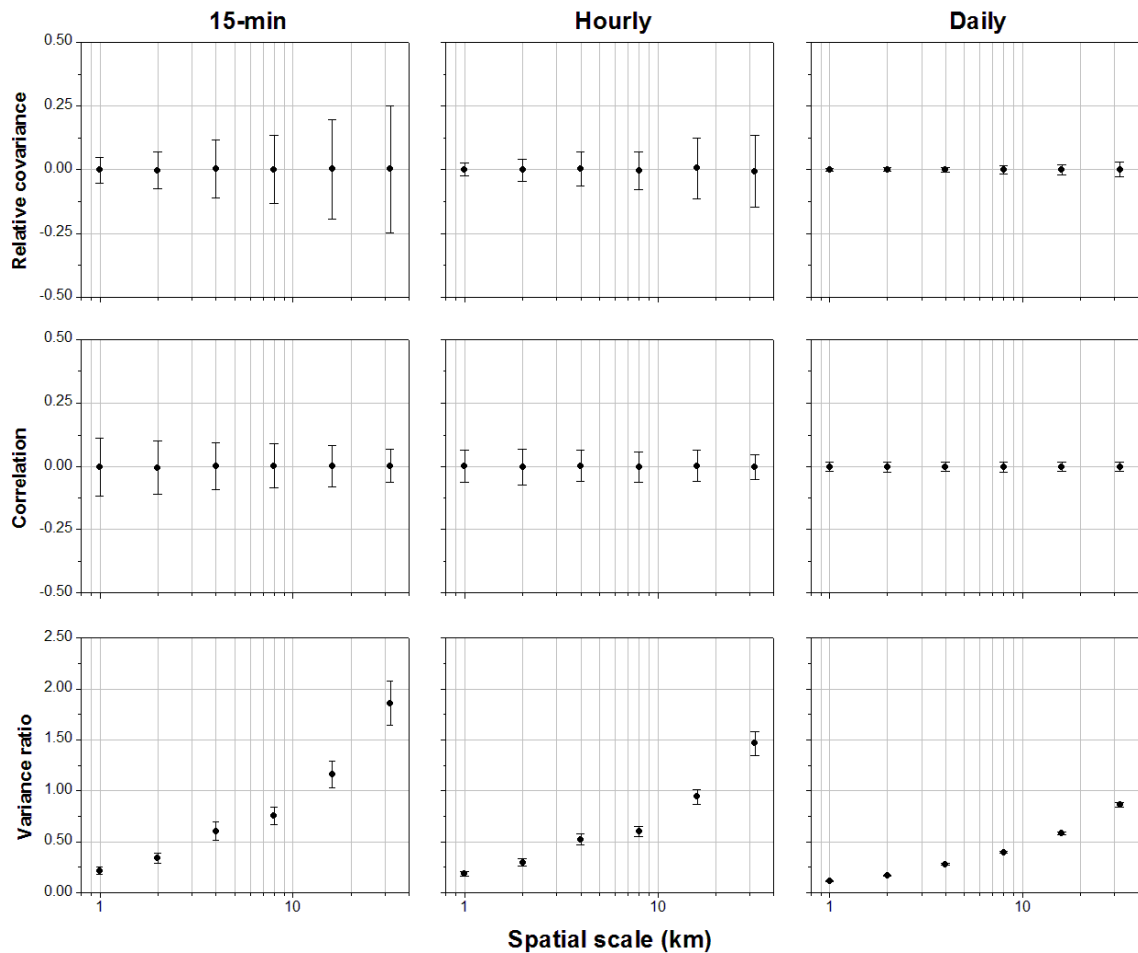 15-min Hourly Daily
Relative covariance
0.50
0.25
0.00
-0.25
-0.50
Correlation
0.50
0.25
0.00
-0.25
-0.50
Variance ratio
2.50
2.00
1.50
1.00
0.50
0.00
1 10 1 10 1 10
Spatial scale (km)